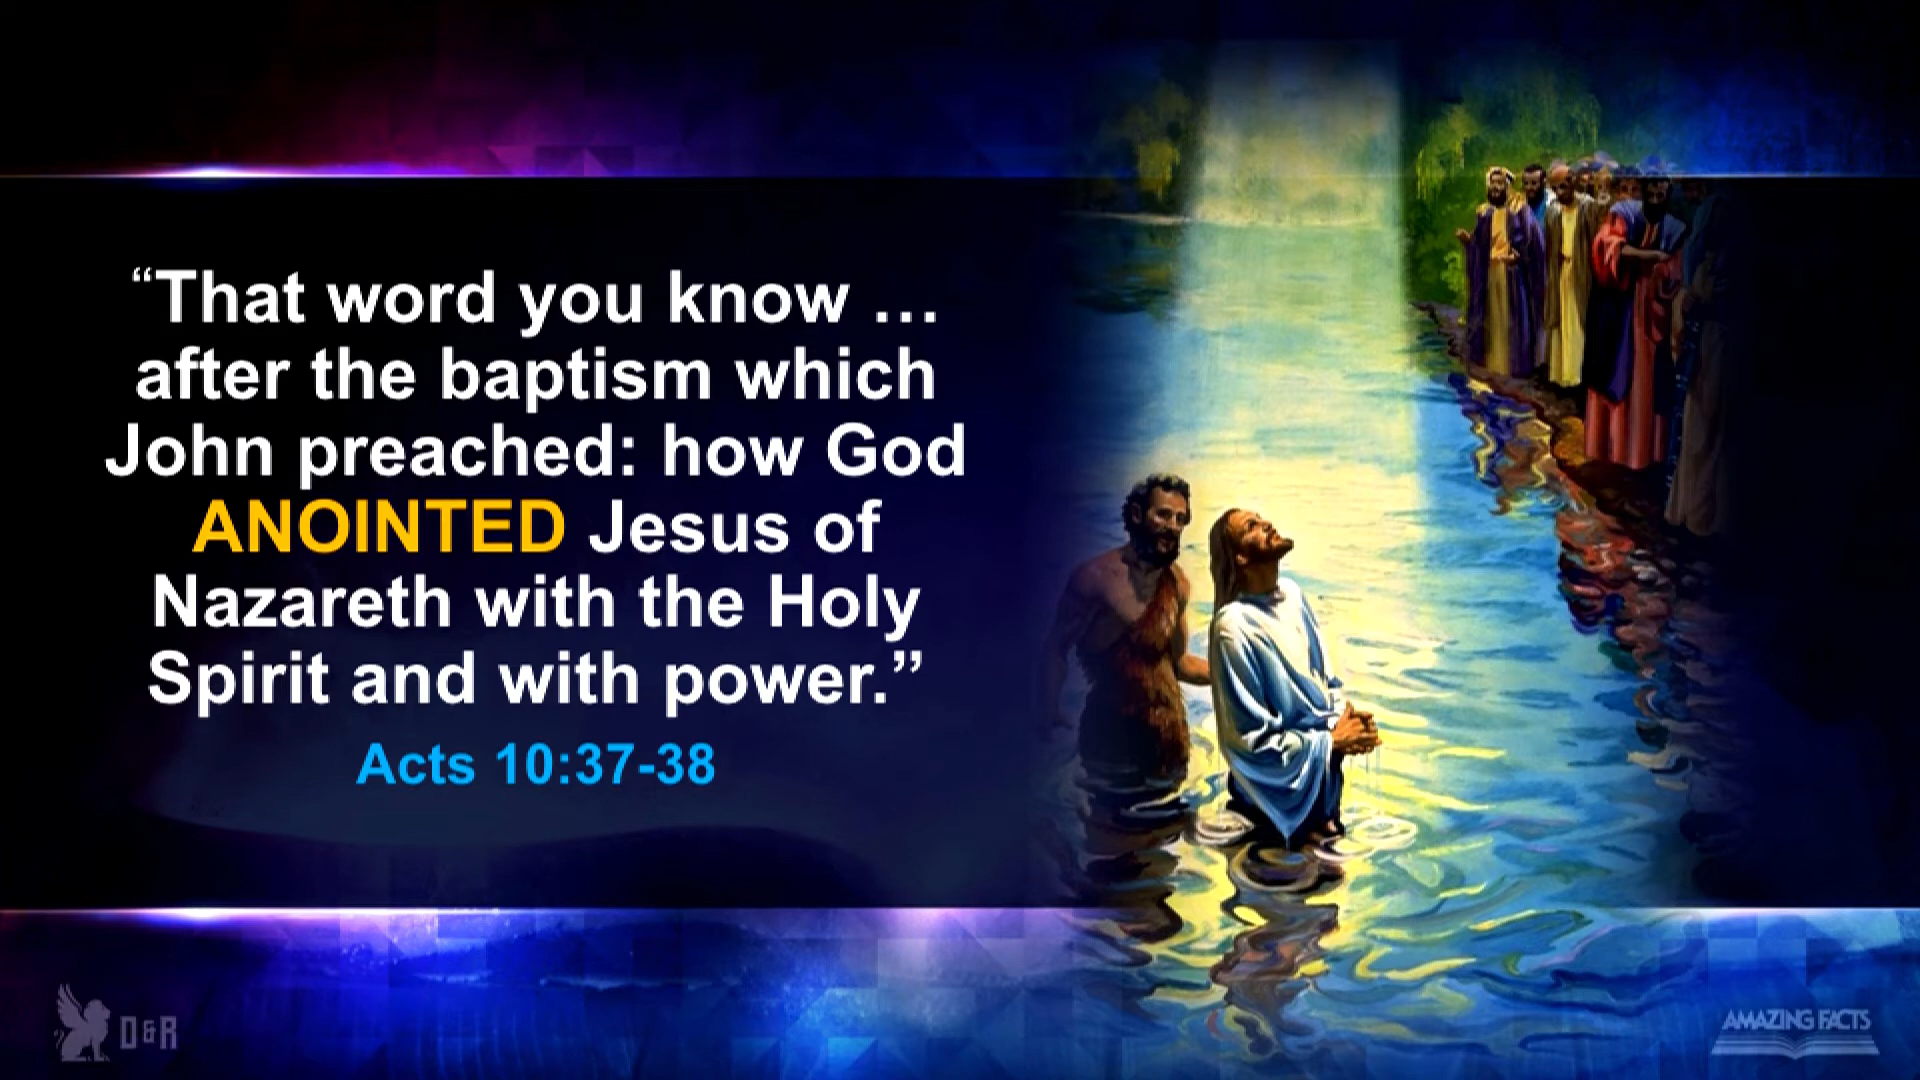 “That word you know …
after the baptism which
John preached: how God
ANOINTED Jesus of
Nazareth with the Holy
Spirit and with power.”
Acts 10:37-38
D&R
AMAZING FACTS